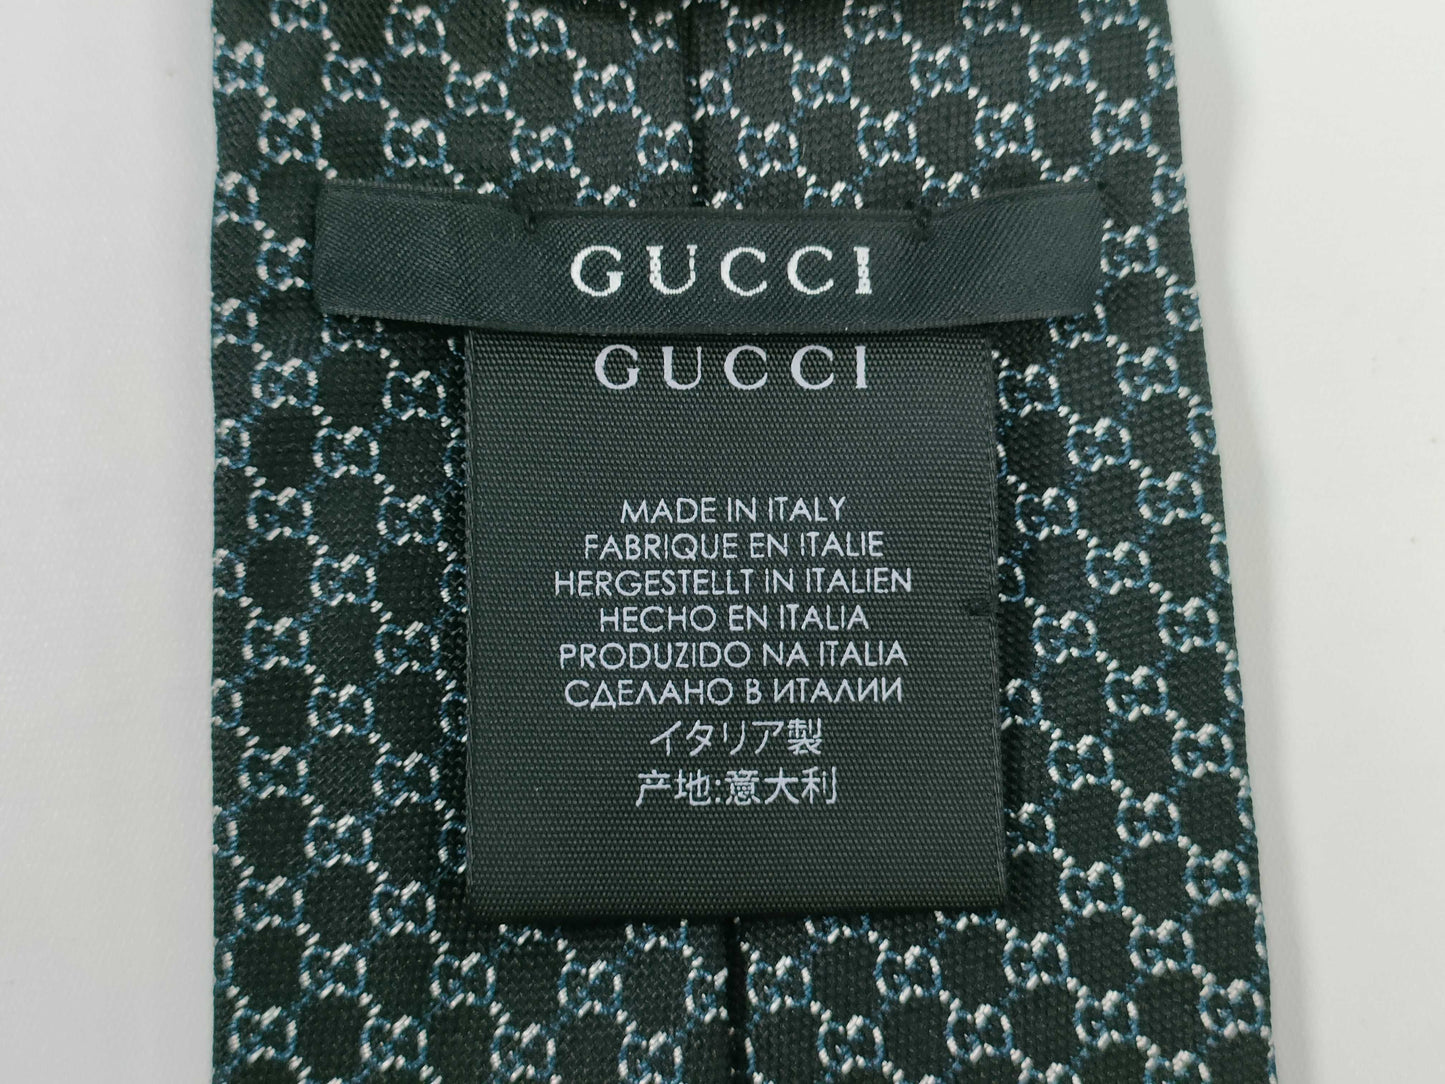 GUCCI
GUCCI
MADE IN ITALY
FABRIQUE EN ITALIE
HERGESTELLT IN ITALIEN
HECHO EN ITALIA
PRODUZIDO NA ITALIA
СДЕЛАНО В ИТАЛИИ
イタリア製
产地:意大利